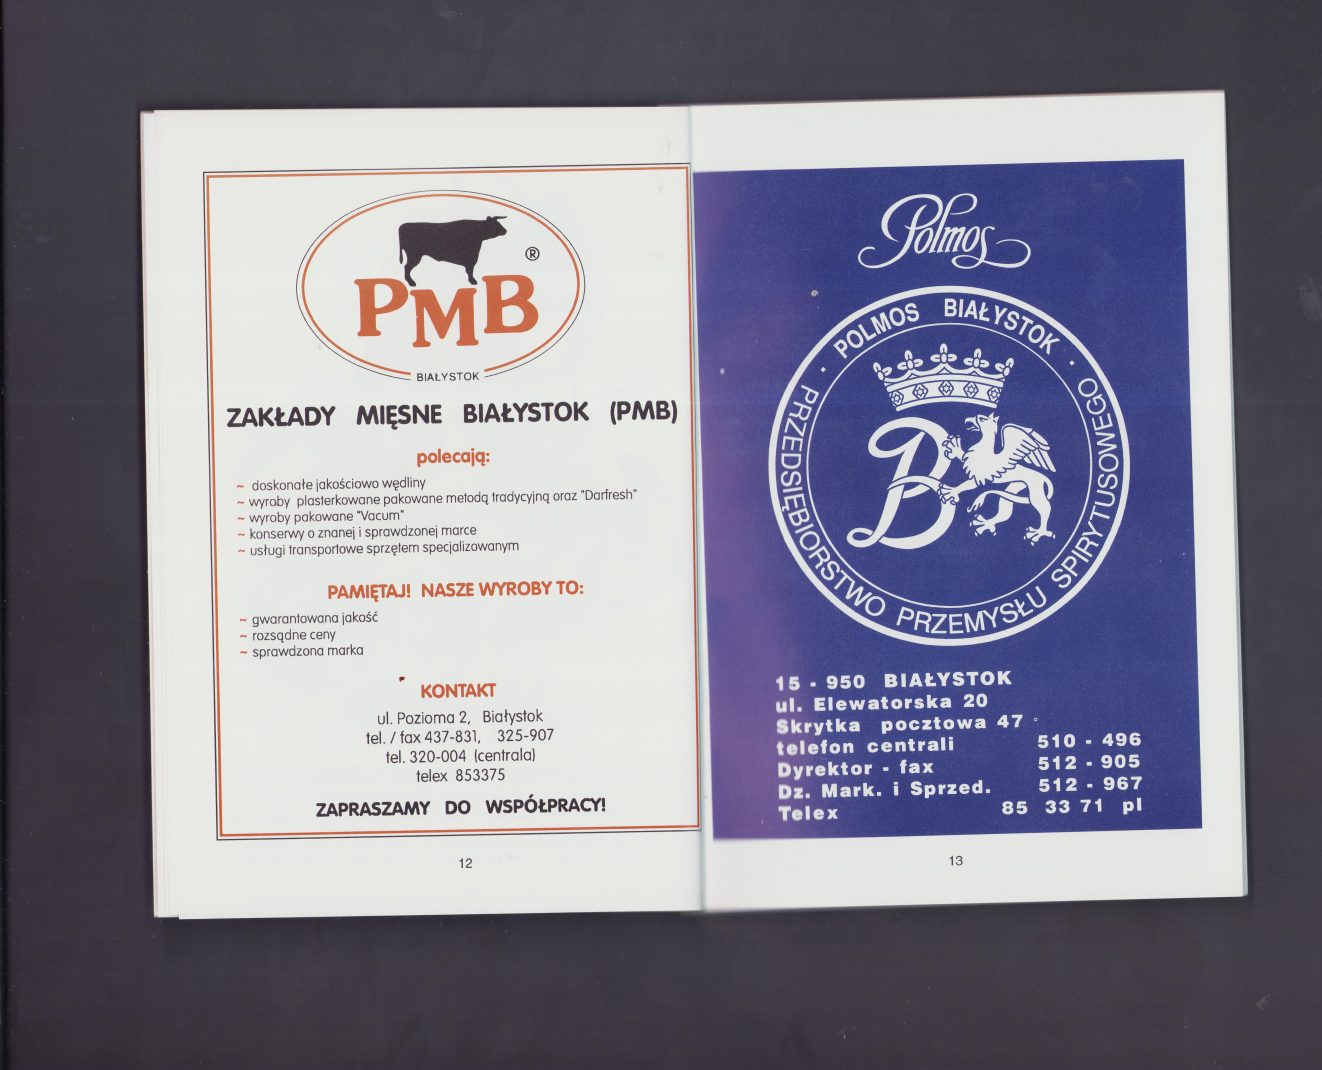 PMB
®
BIAŁYSTOK
ZAKŁADY MIĘSNE BIAŁYSTOK (PMB)
polecają:
~ doskonałe jakościowo wędliny
~ wyroby plasterkowane pakowane metodą tradycyjną oraz "Darfresh"
~ wyroby pakowane "Vacum"
~ konserwy o znanej i sprawdzonej marce
~ usługi transportowe sprzętem specjalizowanym
PAMIĘTAJ! NASZE WYROBY TO:
~ gwarantowana jakość
~ rozsądne ceny
~ sprawdzona marka
KONTAKT
ul. Pozioma 2, Białystok
tel. / fax 437-831, 325-907
tel. 320-004 (centrala)
telex 853375
ZAPRASZAMY DO WSPÓŁPRACY!
12
Polmos
· POLMOS BIAŁYSTOK ·
PRZEDSIĘBIORSTWO PRZEMYSŁU SPIRYTUSOWEGO
B
15 - 950 BIAŁYSTOK
ul. Elewatorska 20
Skrytka pocztowa 47
telefon centrali 510 - 496
Dyrektor - fax 512 - 905
Dz. Mark. i Sprzed. 512 - 967
Telex 85 33 71 pl
13